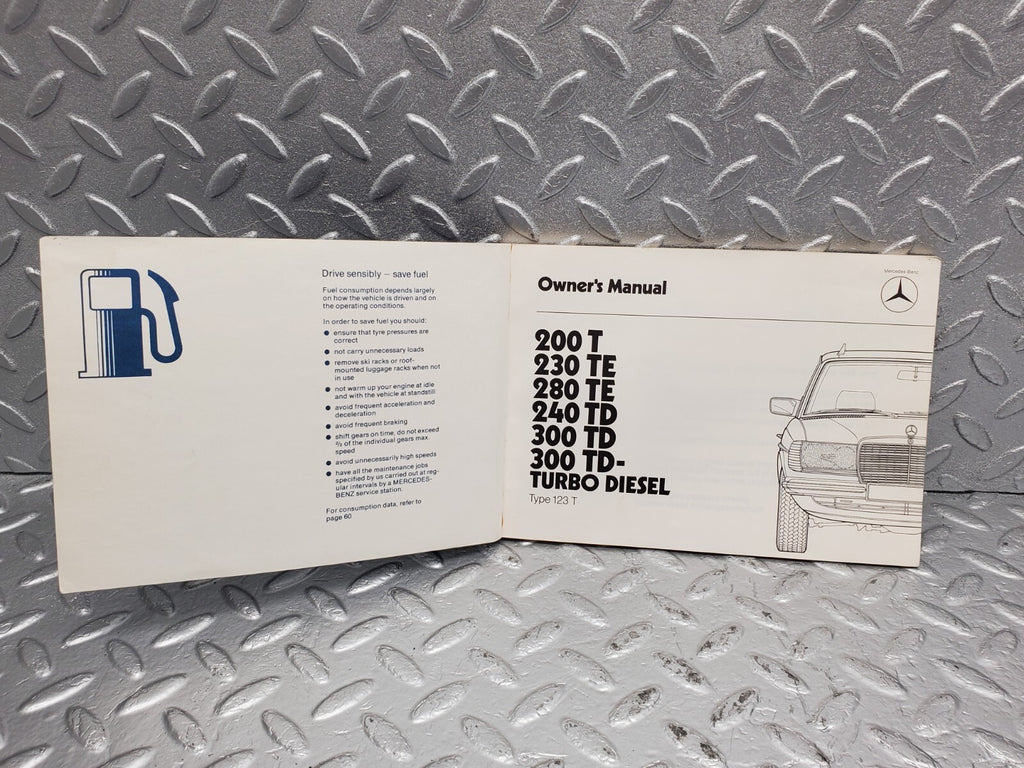 Drive sensibly – save fuel
Fuel consumption depends largely
on how the vehicle is driven and on
the operating conditions.
In order to save fuel you should:
● ensure that tyre pressures are
correct
● not carry unnecessary loads
● remove ski racks or roof-
mounted luggage racks when not
in use
● not warm up your engine at idle
and with the vehicle at standstill
● avoid frequent acceleration and
deceleration
● avoid frequent braking
● shift gears on time, do not exceed
⅔ of the individual gears max.
speed
● avoid unnecessarily high speeds
● have all the maintenance jobs
specified by us carried out at reg-
ular intervals by a MERCEDES-
BENZ service station.
For consumption data, refer to
page 60
Mercedes-Benz
Owner's Manual
200 T
230 TE
280 TE
240 TD
300 TD
300 TD-
TURBO DIESEL
Type 123 T